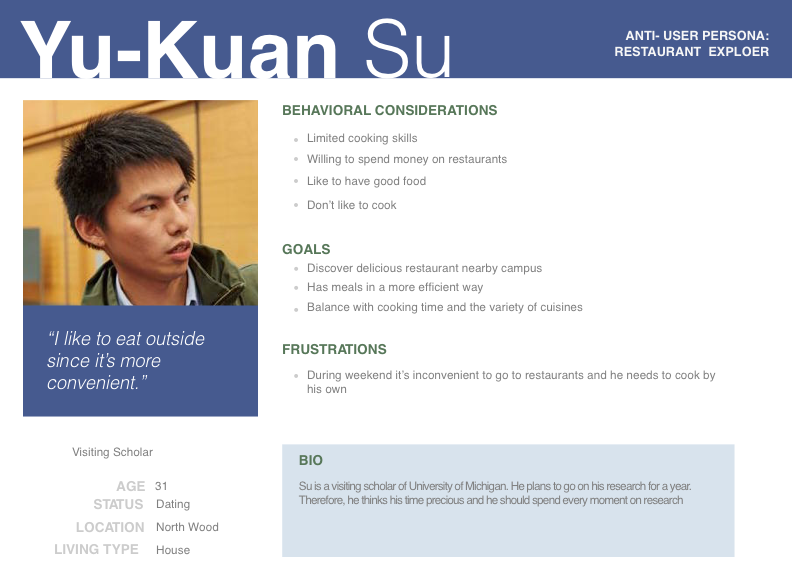 Yu-Kuan Su
ANTI- USER PERSONA:
RESTAURANT EXPLOER
BEHAVIORAL CONSIDERATIONS
Limited cooking skills
Willing to spend money on restaurants
Like to have good food
Don't like to cook
GOALS
Discover delicious restaurant nearby campus
Has meals in a more efficient way
Balance with cooking time and the variety of cuisines
FRUSTRATIONS
During weekend it's inconvenient to go to restaurants and he needs to cook by
his own
“I like to eat outside
since it's more
convenient.”
Visiting Scholar
AGE 31
STATUS Dating
LOCATION North Wood
LIVING TYPE House
BIO
Su is a visiting scholar of University of Michigan. He plans to go on his research for a year.
Therefore, he thinks his time precious and he should spend every moment on research